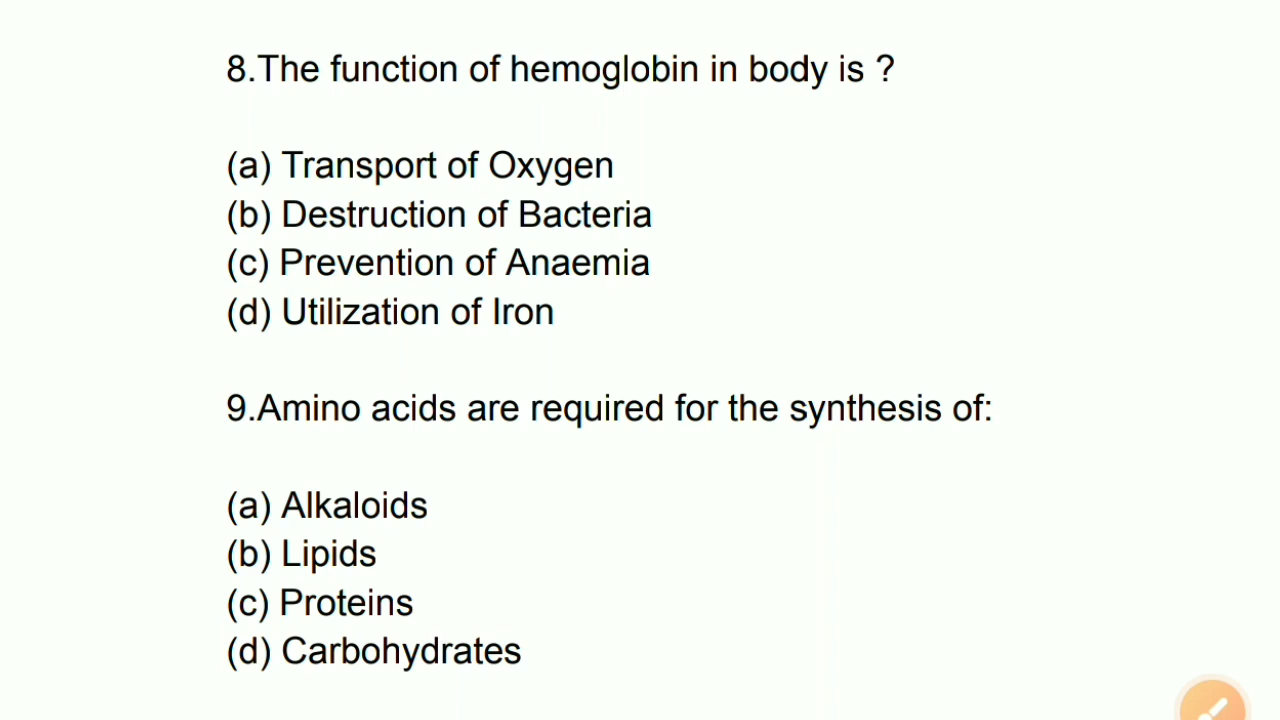 8.The function of hemoglobin in body is ?
(a) Transport of Oxygen
(b) Destruction of Bacteria
(c) Prevention of Anaemia
(d) Utilization of Iron
9.Amino acids are required for the synthesis of:
(a) Alkaloids
(b) Lipids
(c) Proteins
(d) Carbohydrates